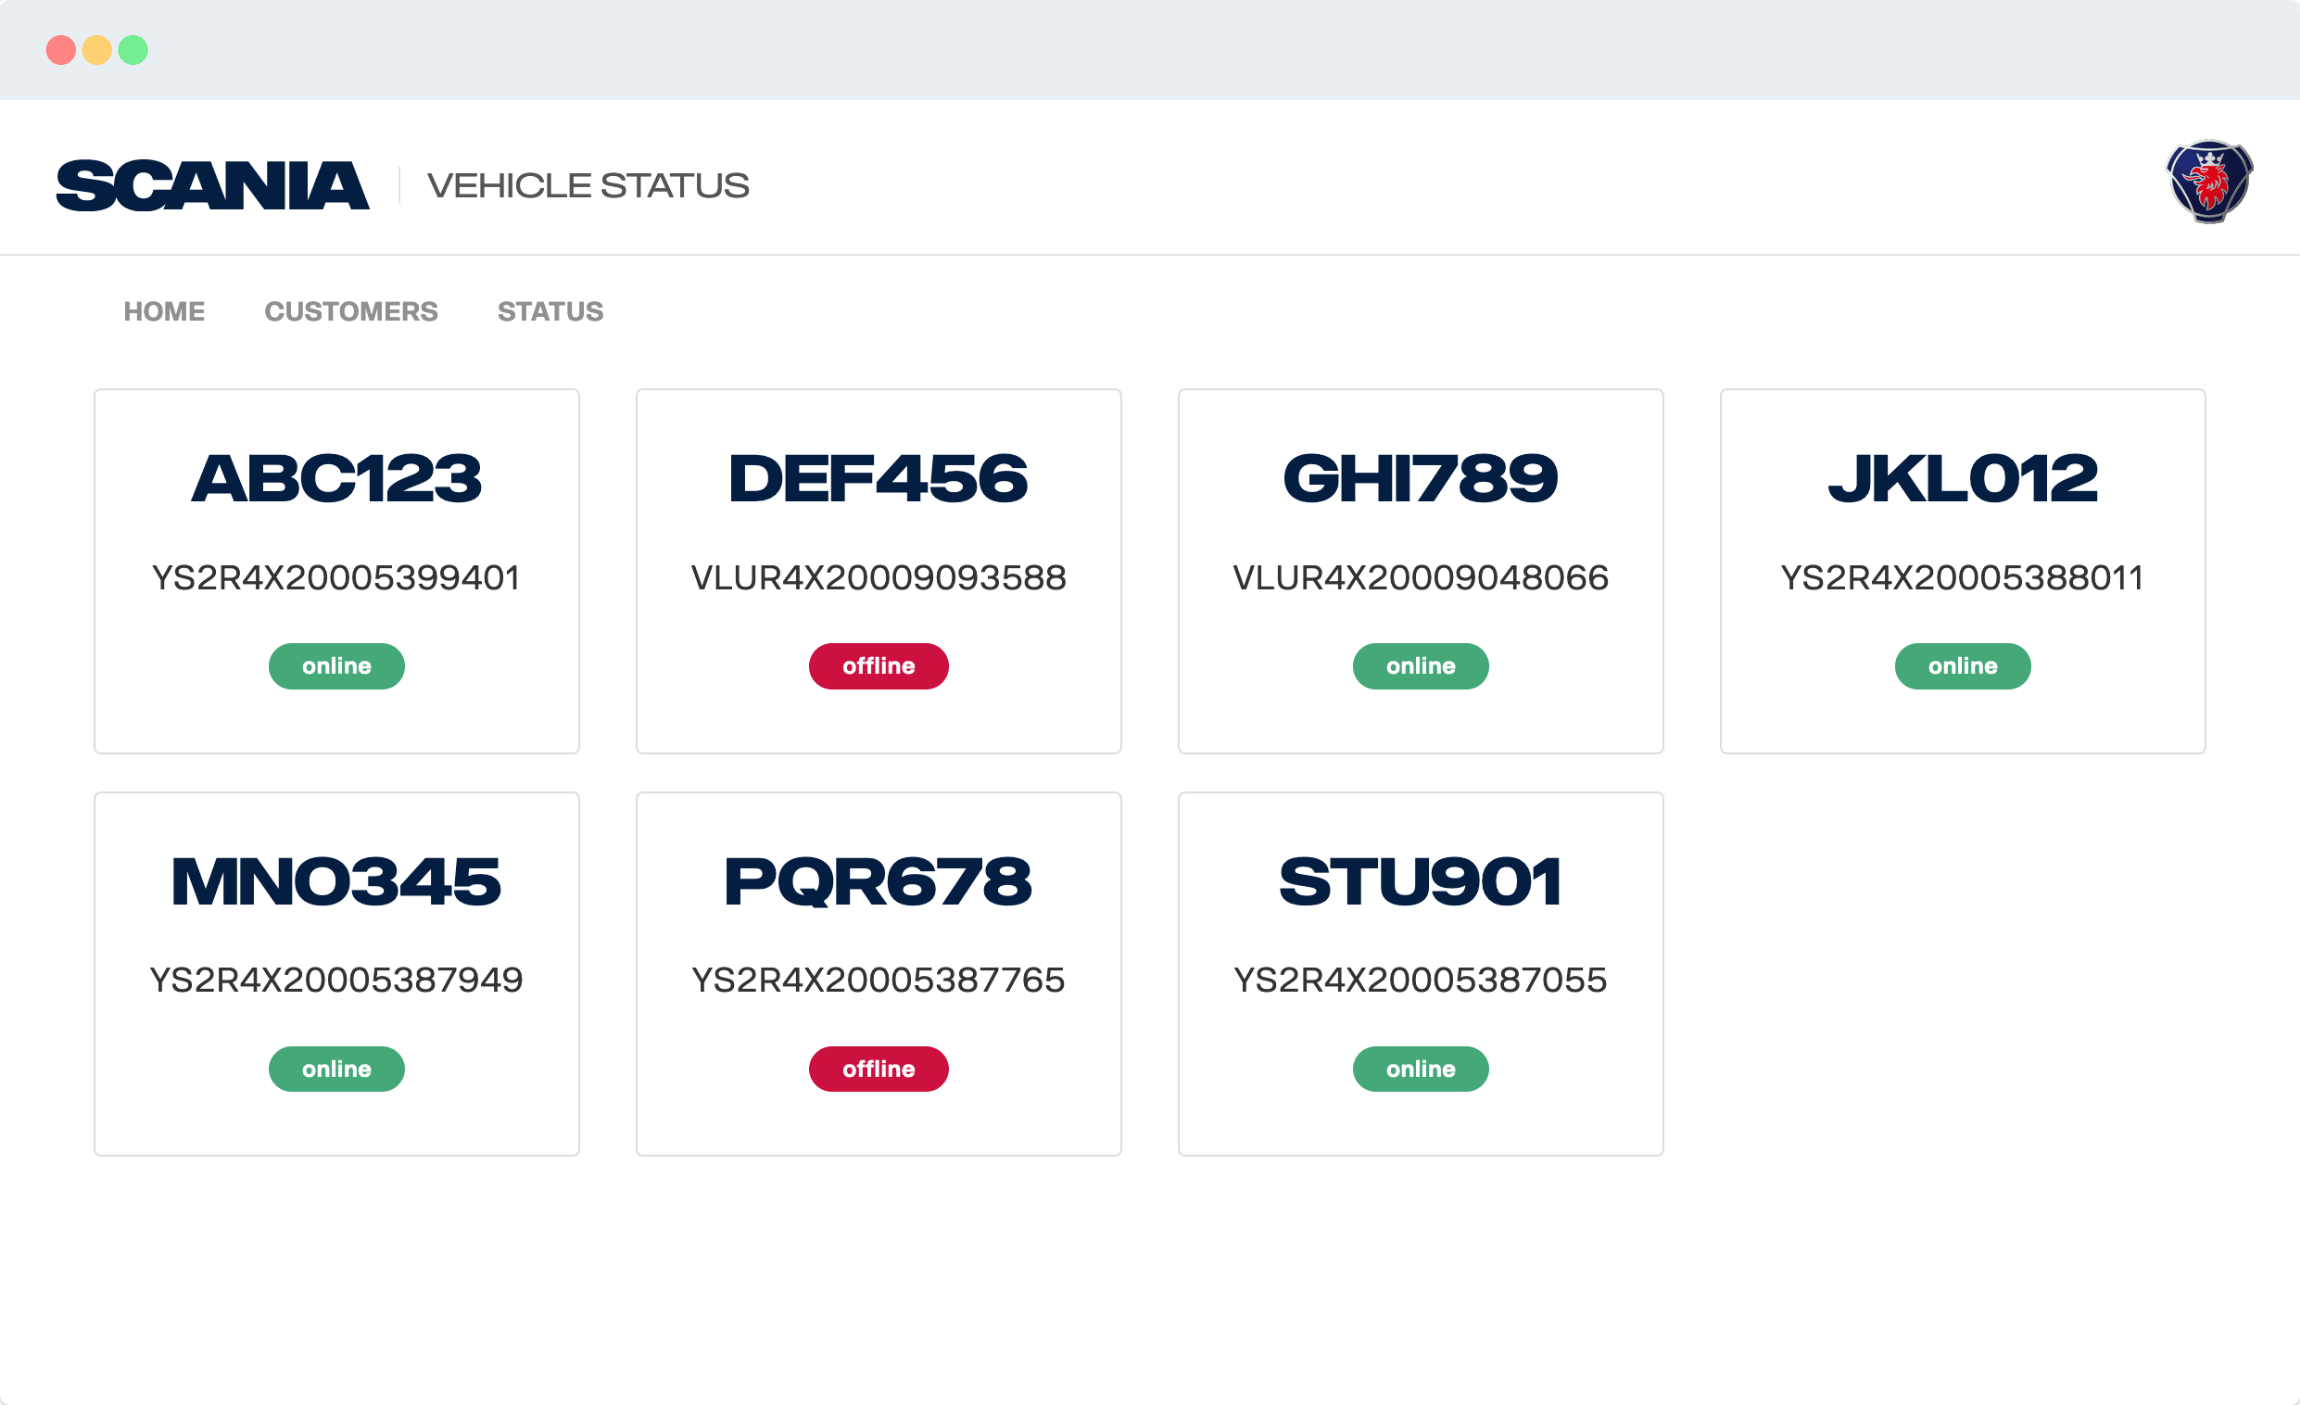 SCANIA VEHICLE STATUS
HOME CUSTOMERS STATUS
ABC123
YS2R4X20005399401
online
DEF456
VLUR4X20009093588
offline
GHI789
VLUR4X20009048066
online
JKL012
YS2R4X20005388011
online
MNO345
YS2R4X20005387949
online
PQR678
YS2R4X20005387765
offline
STU901
YS2R4X20005387055
online